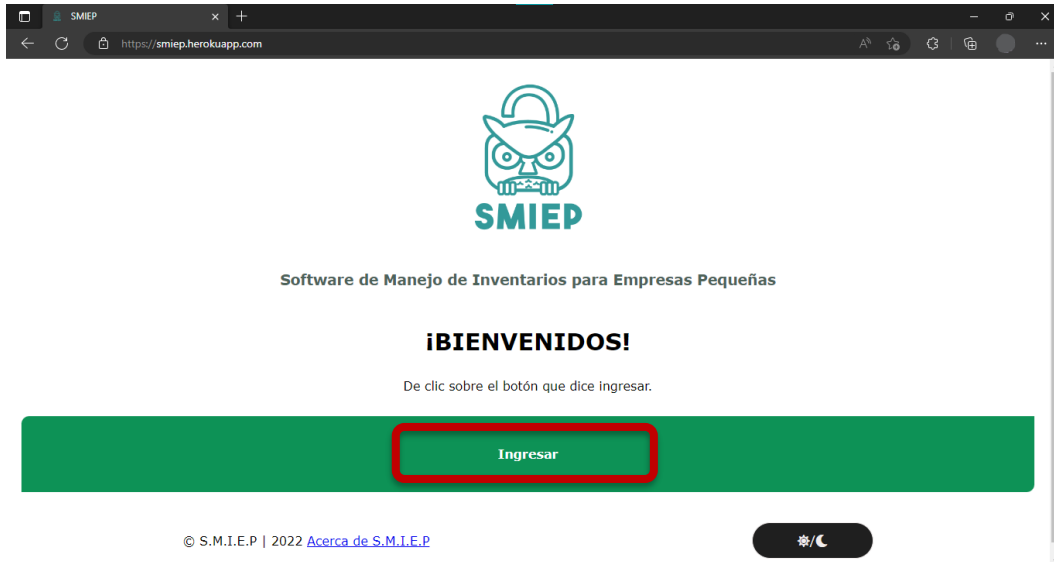 SMIEP
https://smiep.herokuapp.com
SMIEP
Software de Manejo de Inventarios para Empresas Pequeñas
¡BIENVENIDOS!
De clic sobre el botón que dice ingresar.
Ingresar
© S.M.I.E.P | 2022 Acerca de S.M.I.E.P